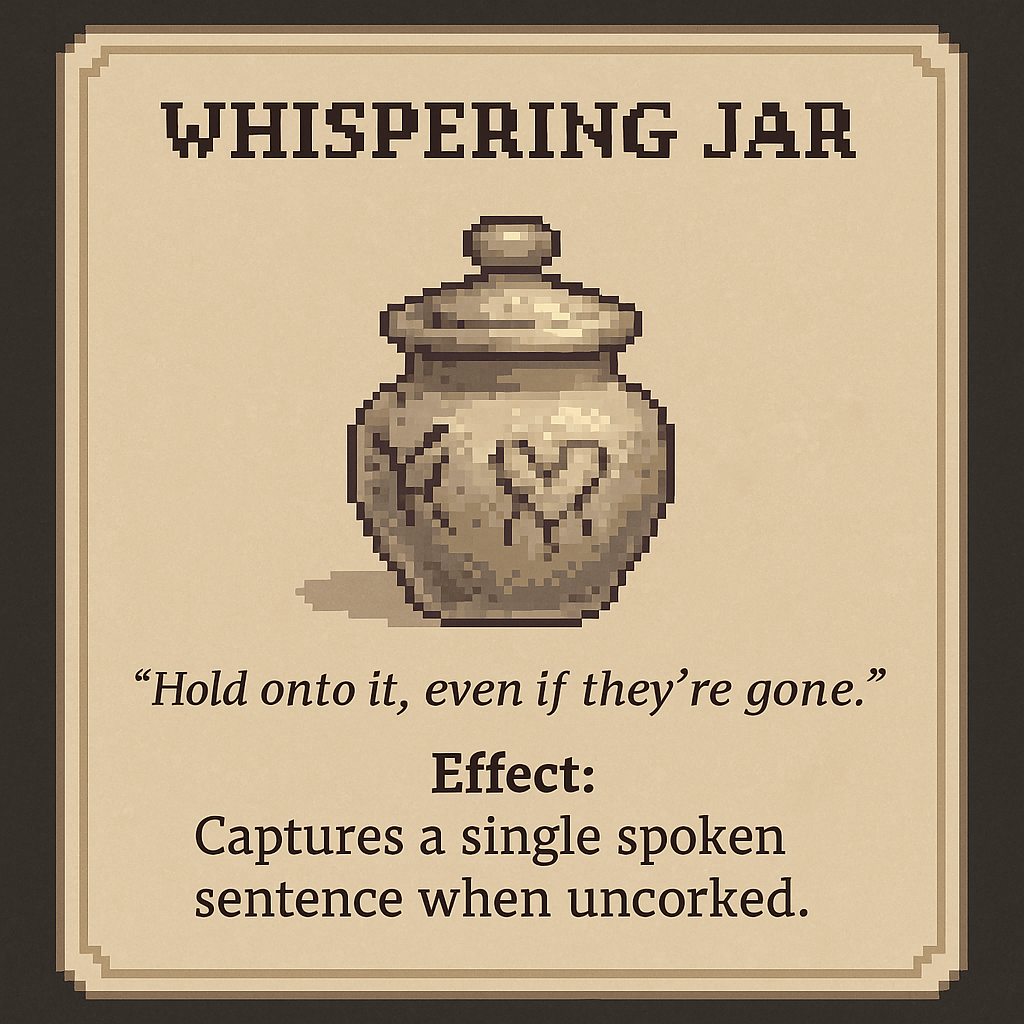 WHISPERING JAR
“Hold onto it, even if they’re gone.”
Effect:
Captures a single spoken
sentence when uncorked.